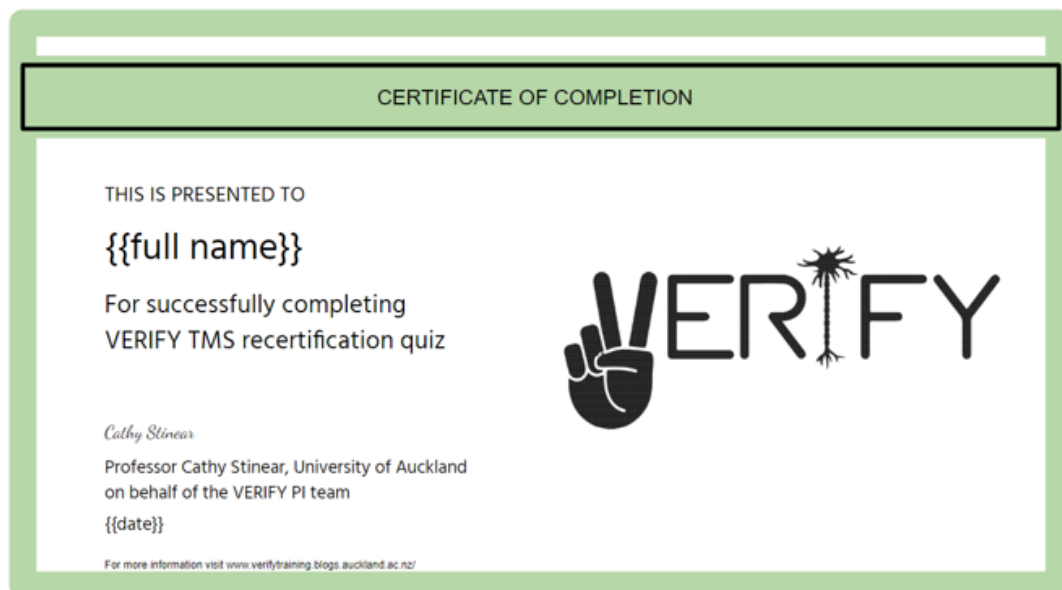 CERTIFICATE OF COMPLETION
THIS IS PRESENTED TO
{{full name}}
For successfully completing
VERIFY TMS recertification quiz
VERIFY
Cathy Stinear
Professor Cathy Stinear, University of Auckland
on behalf of the VERIFY PI team
{{date}}
For more information visit www.verifytraining.blogs.auckland.ac.nz/